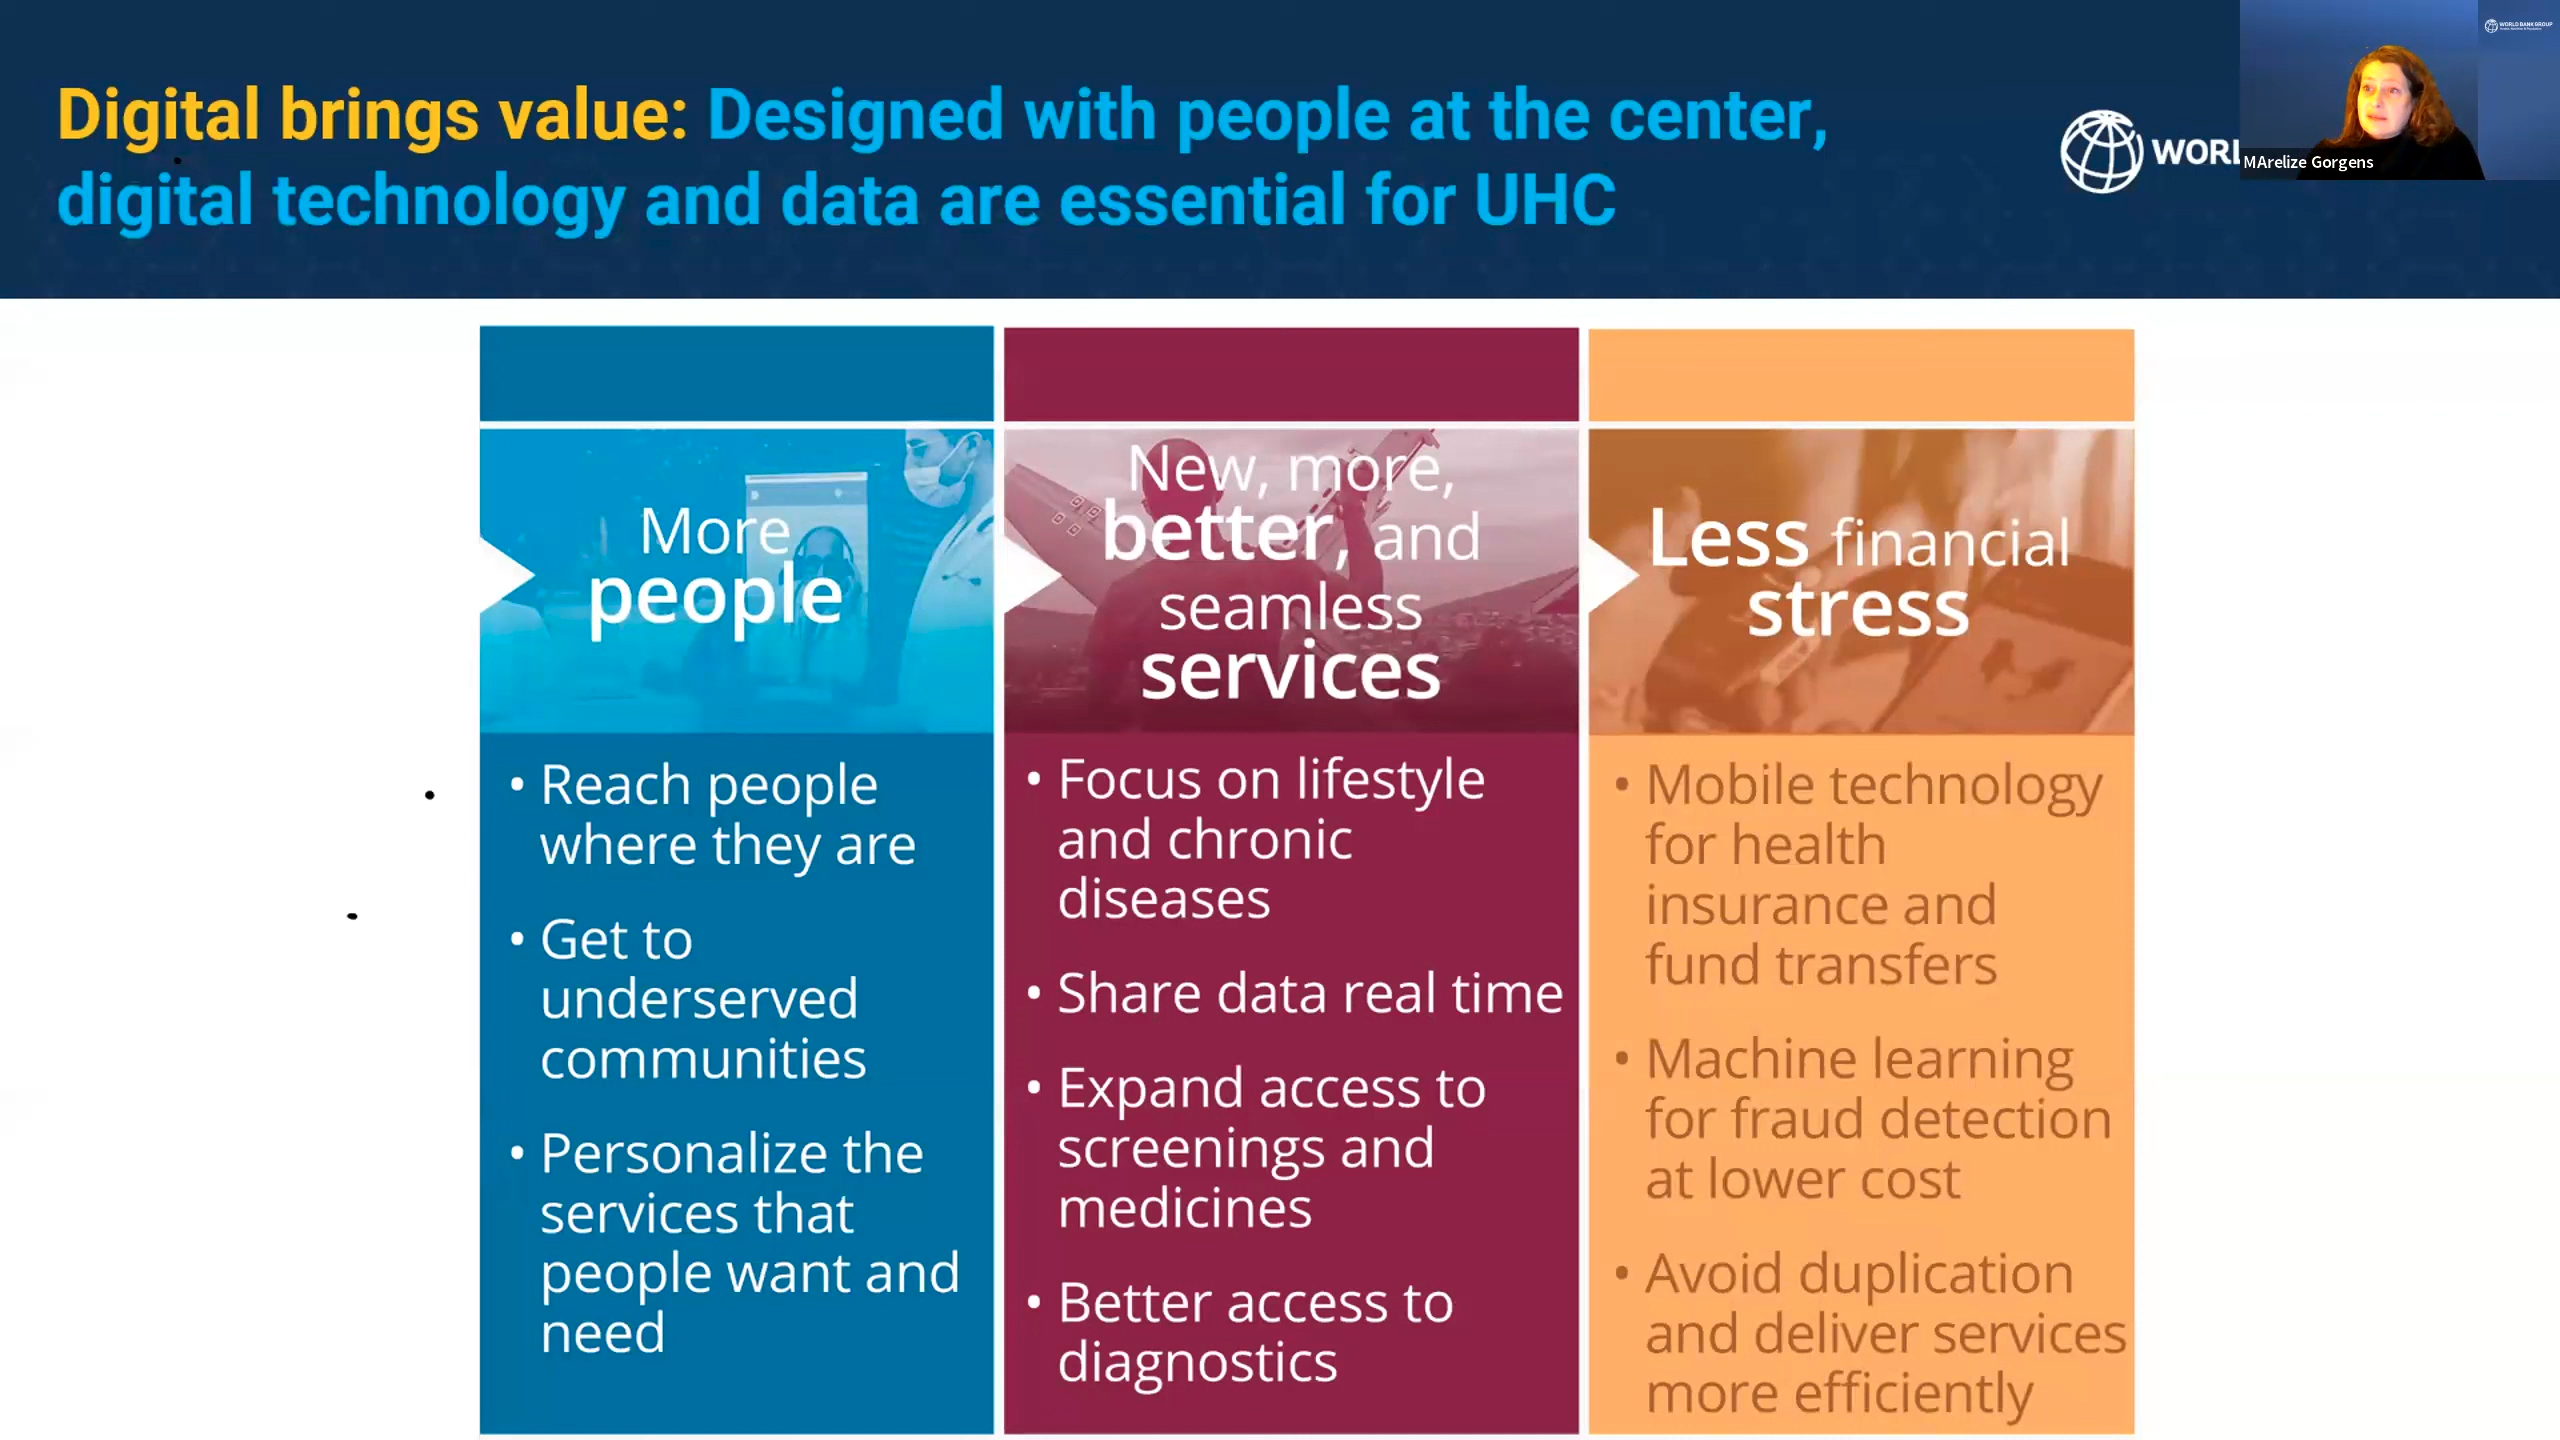 Digital brings value: Designed with people at the center,
digital technology and data are essential for UHC
WORLD BANK GROUP
MArelize Gorgens
More
people
• Reach people
where they are
• Get to
underserved
communities
• Personalize the
services that
people want and
need
New, more,
better, and
seamless
services
• Focus on lifestyle
and chronic
diseases
• Share data real time
• Expand access to
screenings and
medicines
• Better access to
diagnostics
Less financial
stress
• Mobile technology
for health
insurance and
fund transfers
• Machine learning
for fraud detection
at lower cost
• Avoid duplication
and deliver services
more efficiently